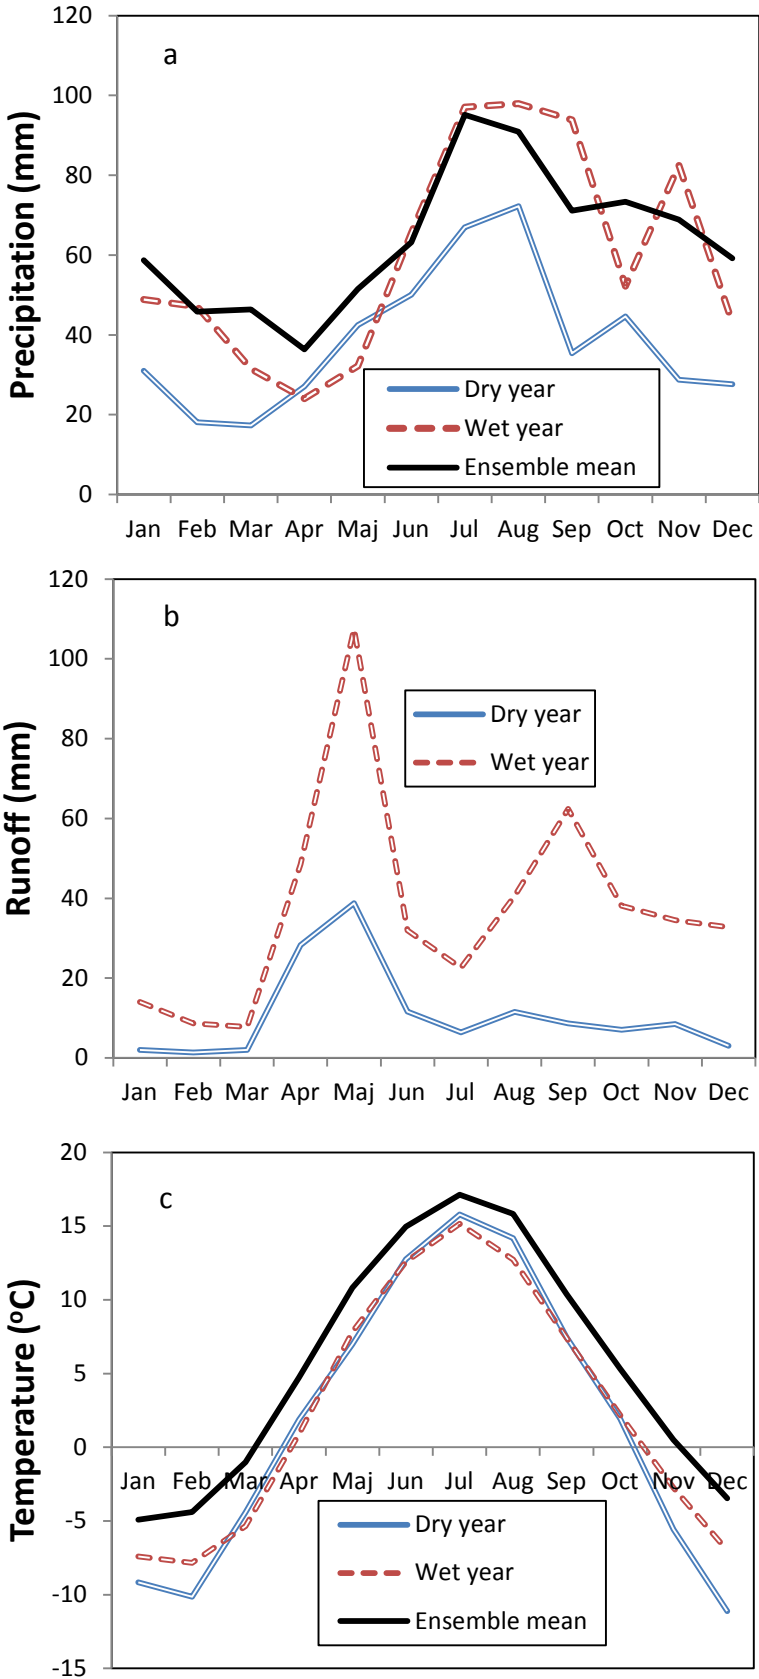 120
a
100
80
60
40
20
0
Precipitation (mm)
Dry year
Wet year
Ensemble mean
Jan Feb Mar Apr Maj Jun Jul Aug Sep Oct Nov Dec
120
b
100
80
60
40
20
0
Runoff (mm)
Dry year
Wet year
Jan Feb Mar Apr Maj Jun Jul Aug Sep Oct Nov Dec
20
c
15
10
5
0
-5
-10
-15
Temperature (⁰C)
Jan Feb Mar Apr Maj Jun Jul Aug Sep Oct Nov Dec
Dry year
Wet year
Ensemble mean